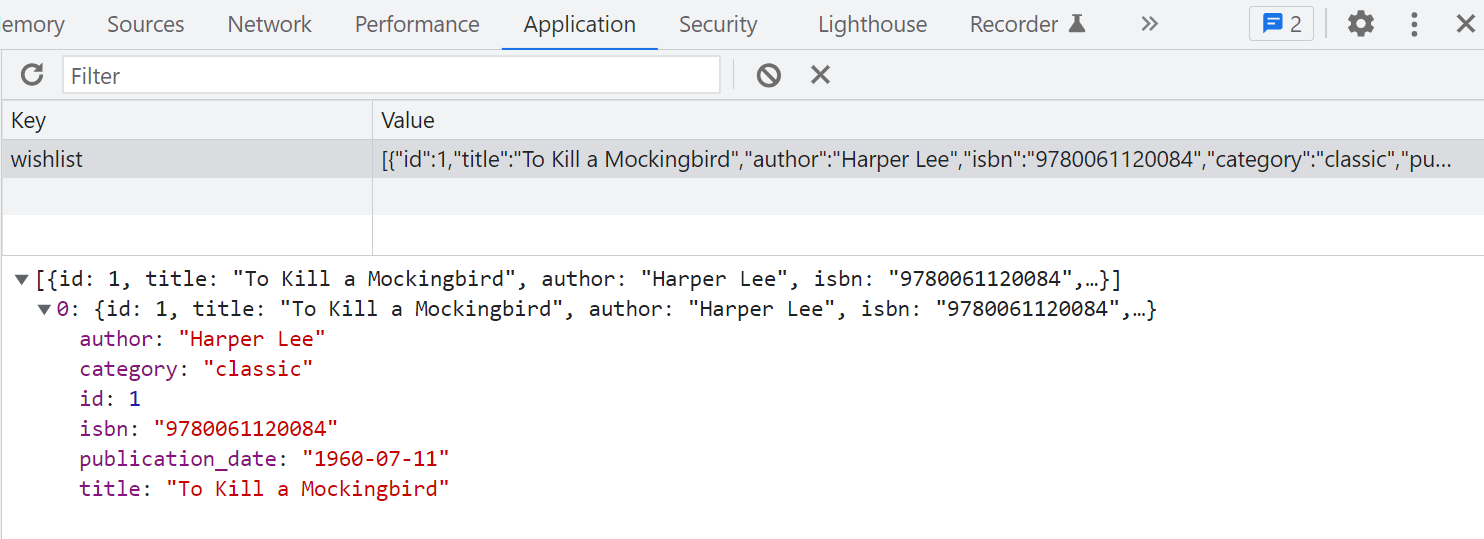 emory Sources Network Performance Application Security Lighthouse Recorder 2
Filter
Key Value
wishlist [{"id":1,"title":"To Kill a Mockingbird","author":"Harper Lee","isbn":"9780061120084","category":"classic","pu...
[{id: 1, title: "To Kill a Mockingbird", author: "Harper Lee", isbn: "9780061120084",…}]
0: {id: 1, title: "To Kill a Mockingbird", author: "Harper Lee", isbn: "9780061120084",…}
author: "Harper Lee"
category: "classic"
id: 1
isbn: "9780061120084"
publication_date: "1960-07-11"
title: "To Kill a Mockingbird"